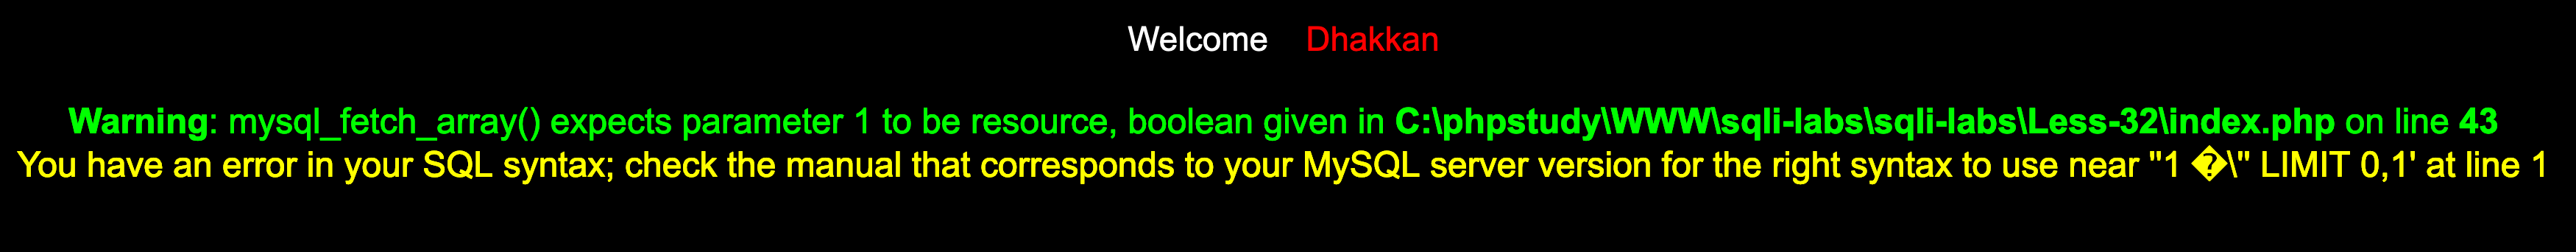 Welcome Dhakkan
Warning: mysql_fetch_array() expects parameter 1 to be resource, boolean given in C:\phpstudy\WWW\sqli-labs\sqli-labs\Less-32\index.php on line 43
You have an error in your SQL syntax; check the manual that corresponds to your MySQL server version for the right syntax to use near ''1 �\'' LIMIT 0,1' at line 1